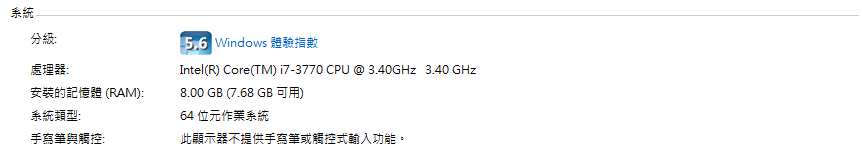 系統
分級: 5.6 Windows 體驗指數
處理器: Intel(R) Core(TM) i7-3770 CPU @ 3.40GHz 3.40 GHz
安裝的記憶體 (RAM): 8.00 GB (7.68 GB 可用)
系統類型: 64 位元作業系統
手寫筆與觸控: 此顯示器不提供手寫筆或觸控式輸入功能。